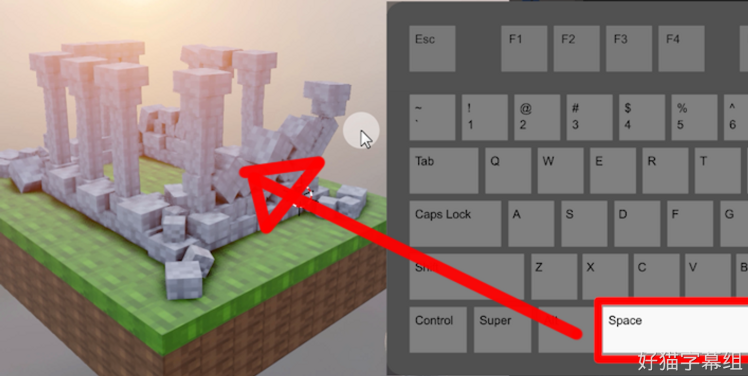 Esc F1 F2 F3 F4
~ ! @ # $ % ^
` 1 2 3 4 5 6
Tab Q W E R T
Caps Lock A S D F G
Z X C V B
Control Super Space
好猫字幕组